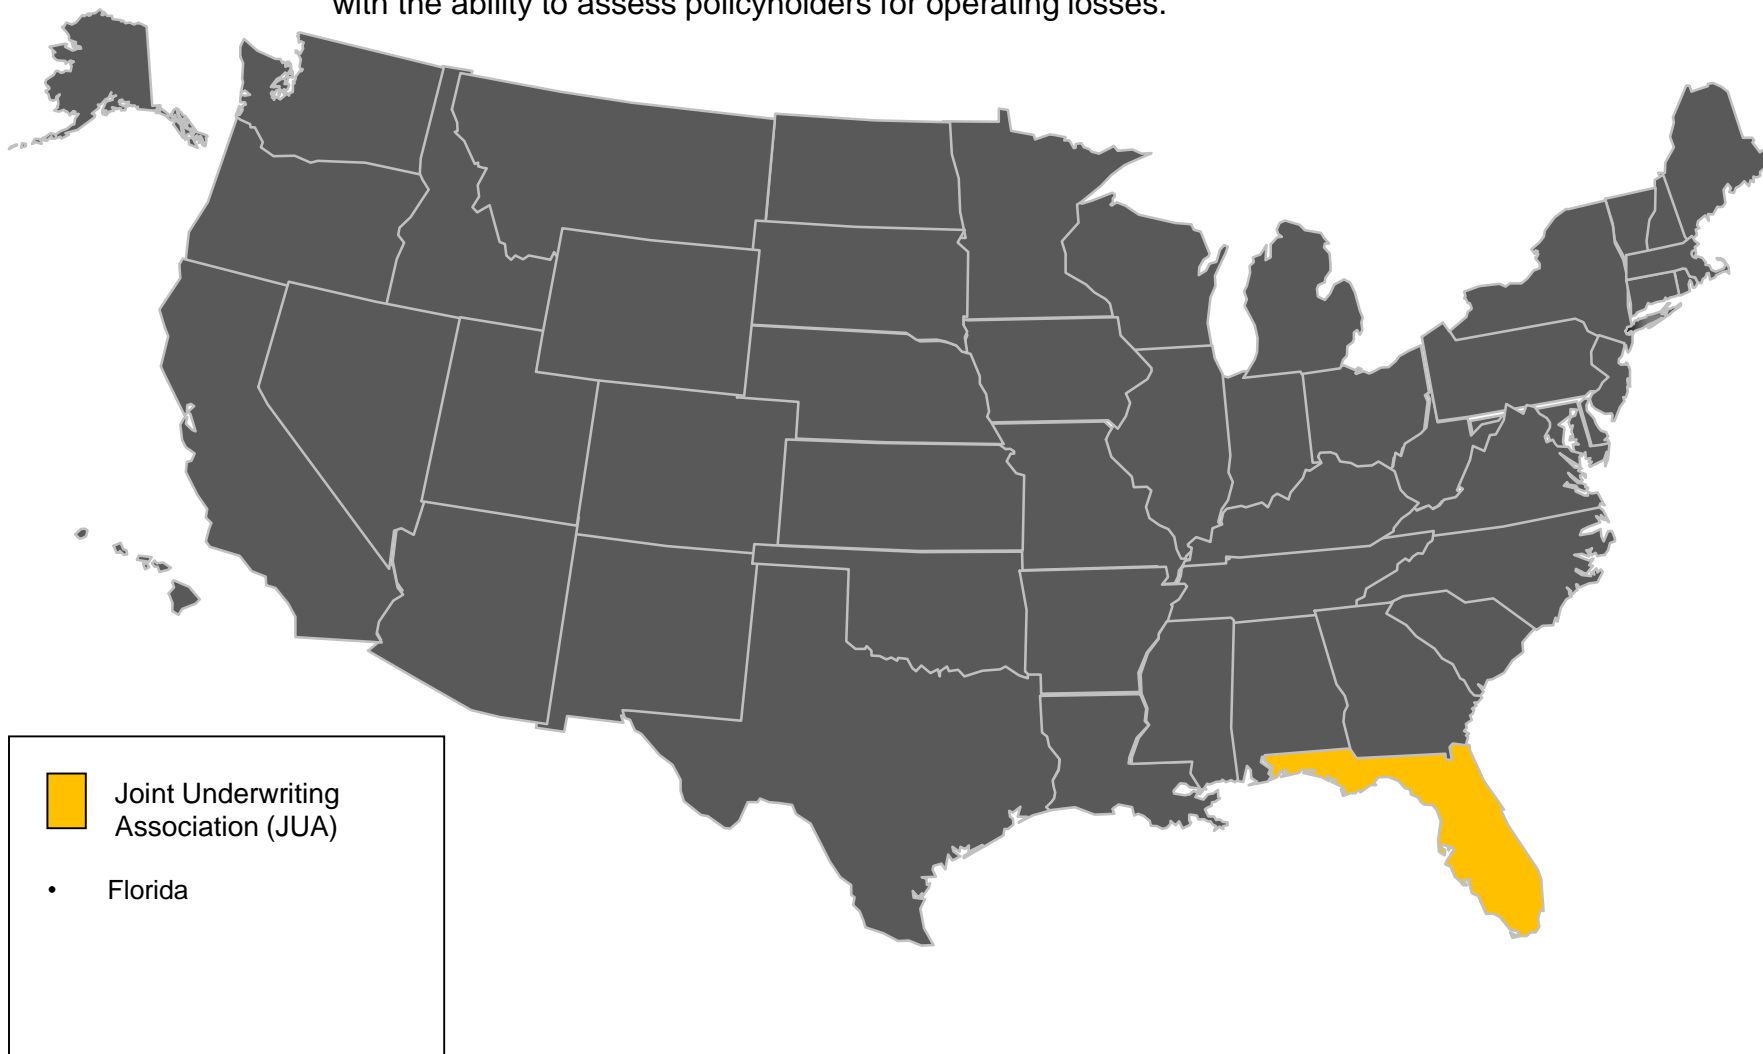 with the ability to assess policyholders for operating losses.
Joint Underwriting
Association (JUA)
• Florida